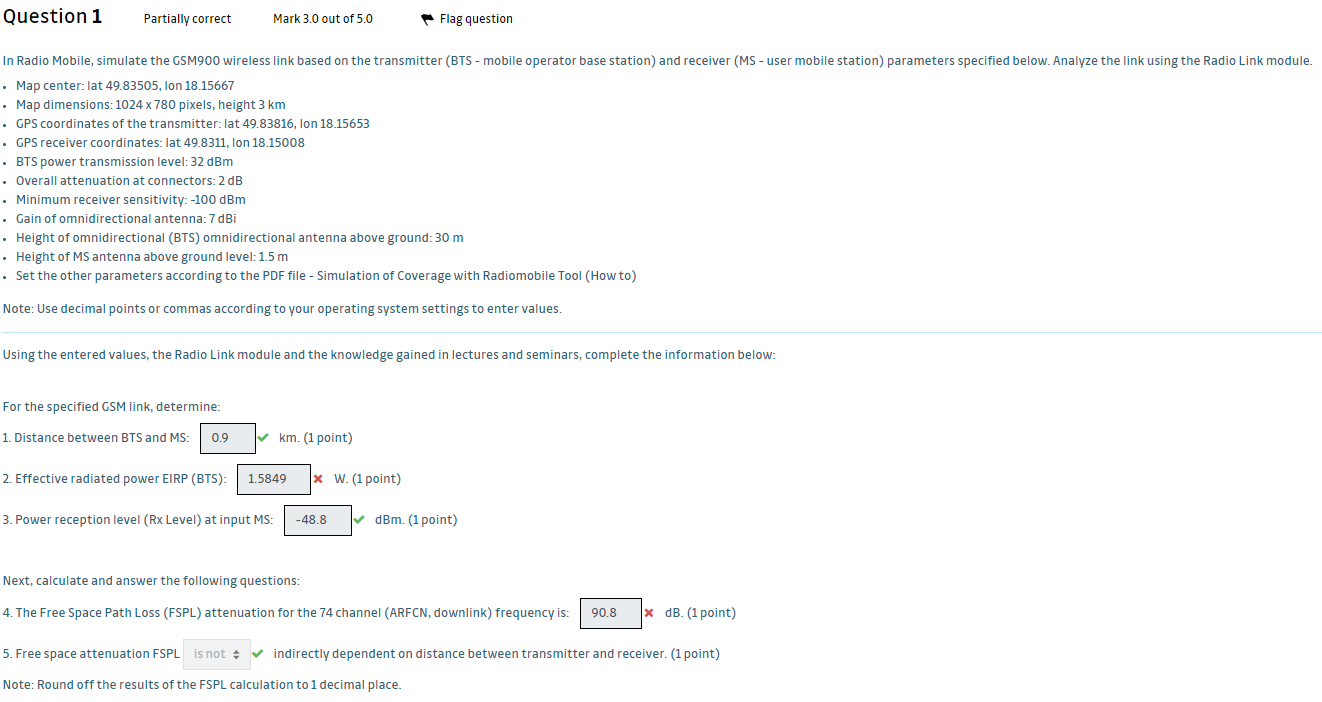 Question 1 Partially correct Mark 3.0 out of 5.0 Flag question
In Radio Mobile, simulate the GSM900 wireless link based on the transmitter (BTS - mobile operator base station) and receiver (MS - user mobile station) parameters specified below. Analyze the link using the Radio Link module.
• Map center: lat 49.83505, lon 18.15667
• Map dimensions: 1024 x 780 pixels, height 3 km
• GPS coordinates of the transmitter: lat 49.83816, lon 18.15653
• GPS receiver coordinates: lat 49.8311, lon 18.15008
• BTS power transmission level: 32 dBm
• Overall attenuation at connectors: 2 dB
• Minimum receiver sensitivity: -100 dBm
• Gain of omnidirectional antenna: 7 dBi
• Height of omnidirectional (BTS) omnidirectional antenna above ground: 30 m
• Height of MS antenna above ground level: 1.5 m
• Set the other parameters according to the PDF file - Simulation of Coverage with Radiomobile Tool (How to)
Note: Use decimal points or commas according to your operating system settings to enter values.
Using the entered values, the Radio Link module and the knowledge gained in lectures and seminars, complete the information below:
For the specified GSM link, determine:
1. Distance between BTS and MS: 0.9 km. (1 point)
2. Effective radiated power EIRP (BTS): 1.5849 W. (1 point)
3. Power reception level (Rx Level) at input MS: -48.8 dBm. (1 point)
Next, calculate and answer the following questions:
4. The Free Space Path Loss (FSPL) attenuation for the 74 channel (ARFCN, downlink) frequency is: 90.8 dB. (1 point)
5. Free space attenuation FSPL is not indirectly dependent on distance between transmitter and receiver. (1 point)
Note: Round off the results of the FSPL calculation to 1 decimal place.